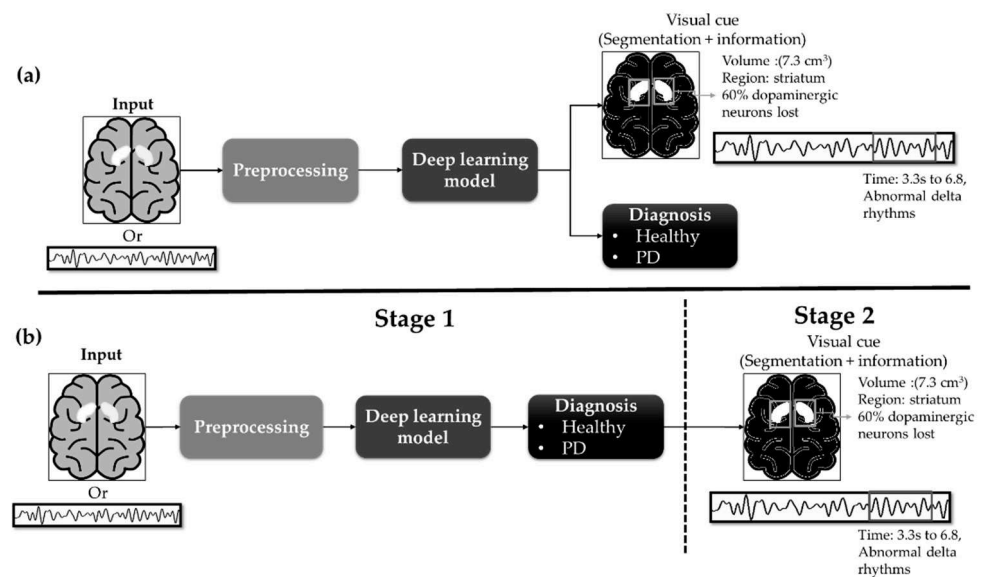 (a)
Input
Or
Preprocessing
Deep learning
model
Visual cue
(Segmentation + information)
Volume :(7.3 cm³)
Region: striatum
60% dopaminergic
neurons lost
Time: 3.3s to 6.8,
Abnormal delta
rhythms
Diagnosis
• Healthy
• PD
Stage 1
Stage 2
(b)
Input
Or
Preprocessing
Deep learning
model
Diagnosis
• Healthy
• PD
Visual cue
(Segmentation + information)
Volume :(7.3 cm³)
Region: striatum
60% dopaminergic
neurons lost
Time: 3.3s to 6.8,
Abnormal delta
rhythms